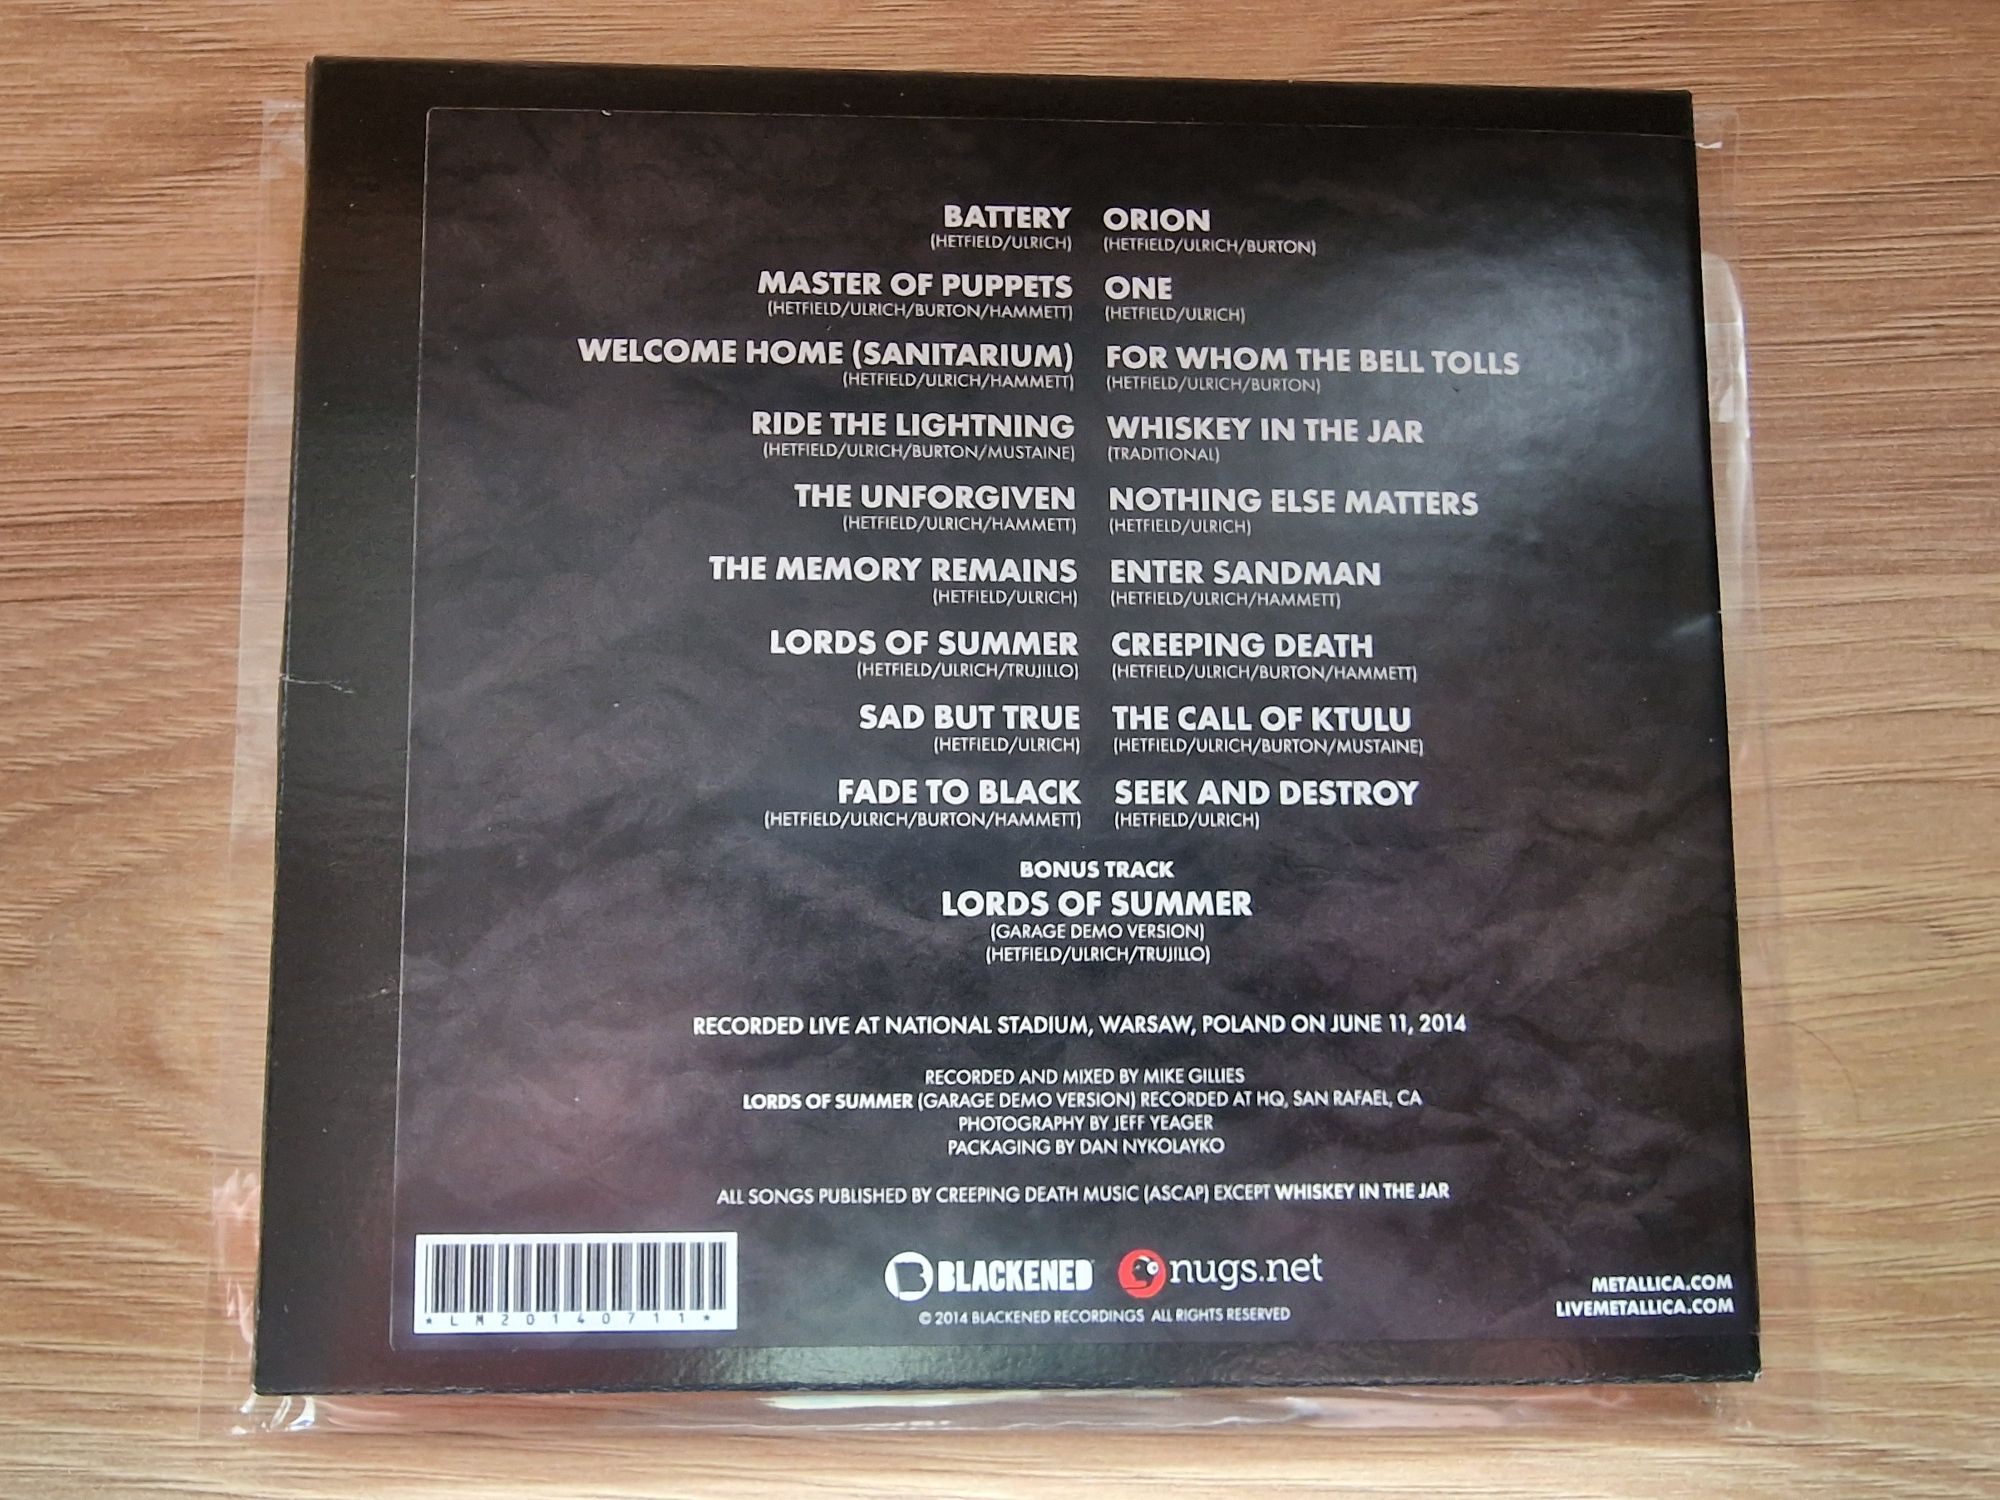 BATTERY
(HETFIELD/ULRICH)
MASTER OF PUPPETS
(HETFIELD/ULRICH/BURTON/HAMMETT)
WELCOME HOME (SANITARIUM)
(HETFIELD/ULRICH/HAMMETT)
RIDE THE LIGHTNING
(HETFIELD/ULRICH/BURTON/MUSTAINE)
THE UNFORGIVEN
(HETFIELD/ULRICH/HAMMETT)
THE MEMORY REMAINS
(HETFIELD/ULRICH)
LORDS OF SUMMER
(HETFIELD/ULRICH/TRUJILLO)
SAD BUT TRUE
(HETFIELD/ULRICH)
FADE TO BLACK
(HETFIELD/ULRICH/BURTON/HAMMETT)
ORION
(HETFIELD/ULRICH/BURTON)
ONE
(HETFIELD/ULRICH)
FOR WHOM THE BELL TOLLS
(HETFIELD/ULRICH/BURTON)
WHISKEY IN THE JAR
(TRADITIONAL)
NOTHING ELSE MATTERS
(HETFIELD/ULRICH)
ENTER SANDMAN
(HETFIELD/ULRICH/HAMMETT)
CREEPING DEATH
(HETFIELD/ULRICH/BURTON/HAMMETT)
THE CALL OF KTULU
(HETFIELD/ULRICH/BURTON/MUSTAINE)
SEEK AND DESTROY
(HETFIELD/ULRICH)
BONUS TRACK
LORDS OF SUMMER
(GARAGE DEMO VERSION)
(HETFIELD/ULRICH/TRUJILLO)
RECORDED LIVE AT NATIONAL STADIUM, WARSAW, POLAND ON JUNE 11, 2014
RECORDED AND MIXED BY MIKE GILLIES
LORDS OF SUMMER (GARAGE DEMO VERSION) RECORDED AT HQ, SAN RAFAEL, CA
PHOTOGRAPHY BY JEFF YEAGER
PACKAGING BY DAN NYKOLAYKO
ALL SONGS PUBLISHED BY CREEPING DEATH MUSIC (ASCAP) EXCEPT WHISKEY IN THE JAR
*LM20140711*
BLACKENED
nugs.net
© 2014 BLACKENED RECORDINGS ALL RIGHTS RESERVED
METALLICA.COM
LIVEMETALLICA.COM